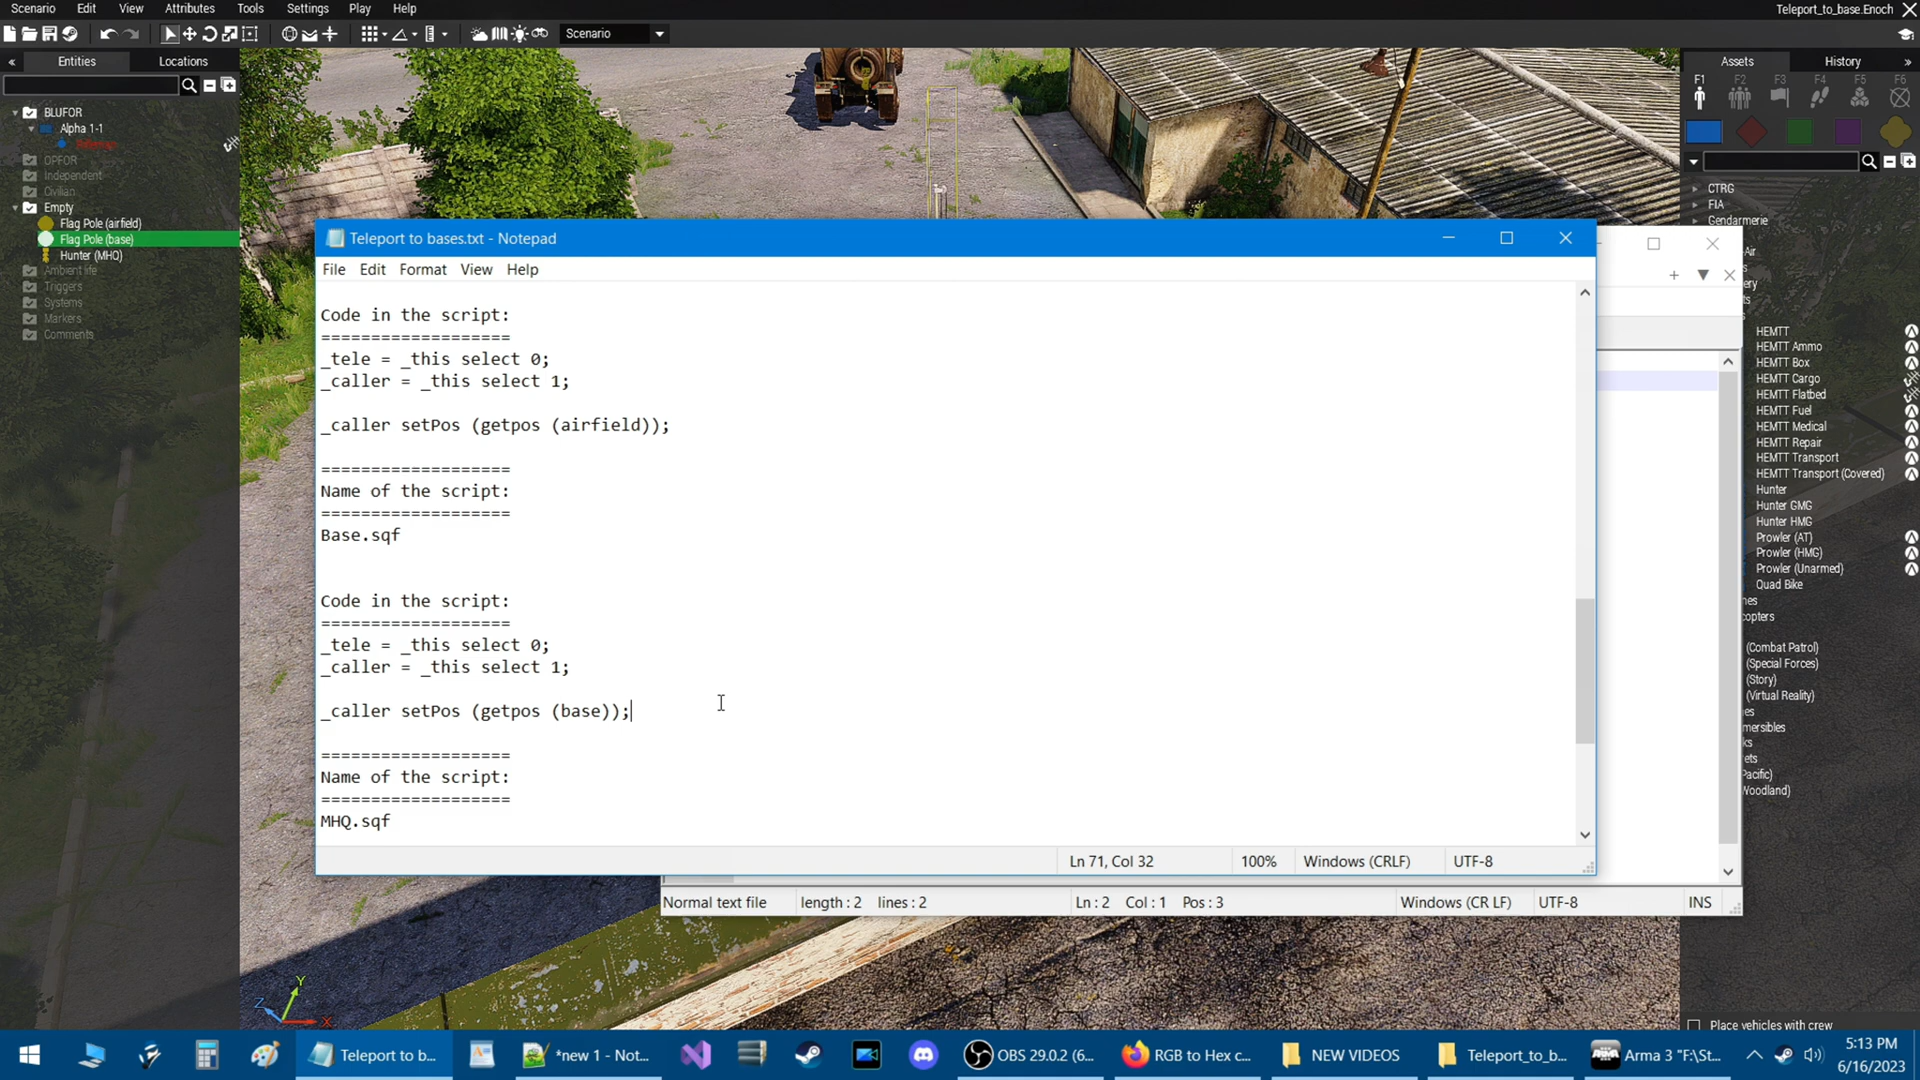 Scenario Edit View Attributes Tools Settings Play Help
Teleport_to_base.Enoch
Scenario
Entities Locations
BLUFOR
Alpha 1-1
OPFOR
Independent
Civilian
Empty
Flag Pole (airfield)
Flag Pole (base)
Hunter (MHQ)
Ambient life
Triggers
Systems
Markers
Comments
Teleport to bases.txt - Notepad
File Edit Format View Help
Code in the script:
===================
_tele = _this select 0;
_caller = _this select 1;
_caller setPos (getpos (airfield));
===================
Name of the script:
===================
Base.sqf
Code in the script:
===================
_tele = _this select 0;
_caller = _this select 1;
_caller setPos (getpos (base));
===================
Name of the script:
===================
MHQ.sqf
Ln 71, Col 32 100% Windows (CRLF) UTF-8
Normal text file length : 2 lines : 2 Ln : 2 Col : 1 Pos : 3 Windows (CR LF) UTF-8 INS
Assets History
F1 F2 F3 F4 F5 F6
CTRG
FIA
Gendarmerie
HEMTT
HEMTT Ammo
HEMTT Box
HEMTT Cargo
HEMTT Flatbed
HEMTT Fuel
HEMTT Medical
HEMTT Repair
HEMTT Transport
HEMTT Transport (Covered)
Hunter
Hunter GMG
Hunter HMG
Prowler (AT)
Prowler (HMG)
Prowler (Unarmed)
Quad Bike
(Combat Patrol)
(Special Forces)
(Story)
(Virtual Reality)
Pacific)
Woodland)
Place vehicles with crew
Teleport to b... *new 1 - Not... OBS 29.0.2 (6... RGB to Hex c... NEW VIDEOS Teleport_to_b... Arma 3 "F:\St...
5:13 PM
6/16/2023